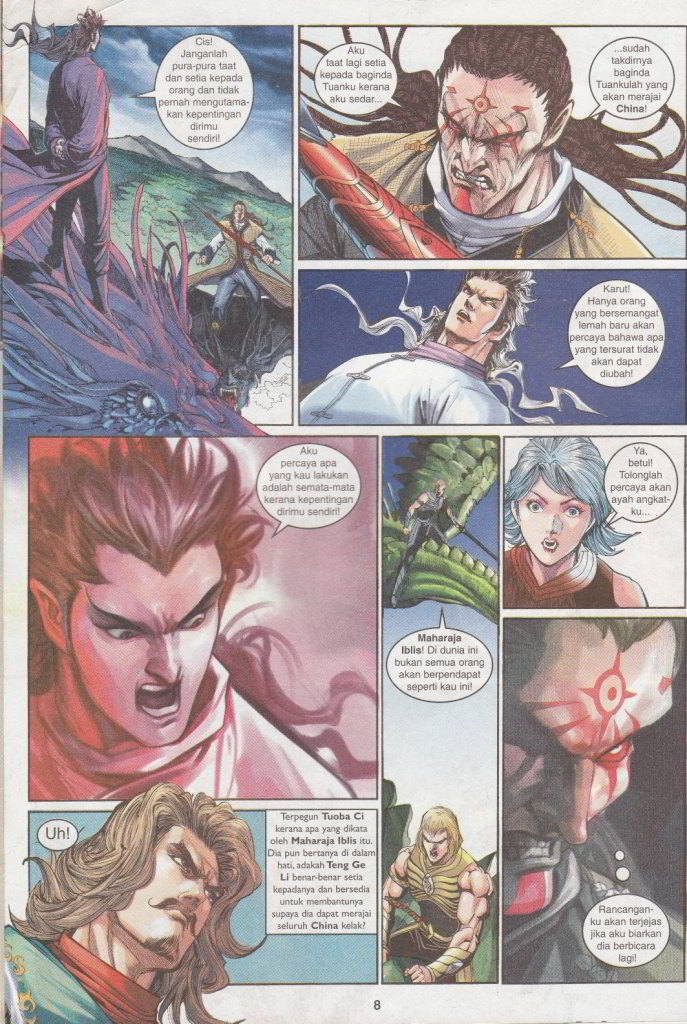 Cis!
Janganlah
pura-pura taat
dan setia kepada
orang dan tidak
pernah mengutama-
kan kepentingan
dirimu
sendiri!
Aku
taat lagi setia
kepada baginda
Tuanku kerana
aku sedar...
...sudah
takdirnya
baginda
Tuankulah yang
akan merajai
China!
Karut!
Hanya orang
yang bersemangat
lemah baru akan
percaya bahawa apa
yang tersurat tidak
akan dapat
diubah!
Aku
percaya apa
yang kau lakukan
adalah semata-mata
kerana kepentingan
dirimu sendiri!
Ya,
betul!
Tolonglah
percaya akan
ayah angkat-
ku...
Maharaja
Iblis! Di dunia ini
bukan semua orang
akan berpendapat
seperti kau ini!
Uh!
Terpegun Tuoba Ci
kerana apa yang dikata
oleh Maharaja Iblis itu.
Dia pun bertanya di dalam
hati, adakah Teng Ge
Li benar-benar setia
kepadanya dan bersedia
untuk membantunya
supaya dia dapat merajai
seluruh China kelak?
Rancangan-
ku akan terjejas
jika aku biarkan
dia berbicara
lagi!
8